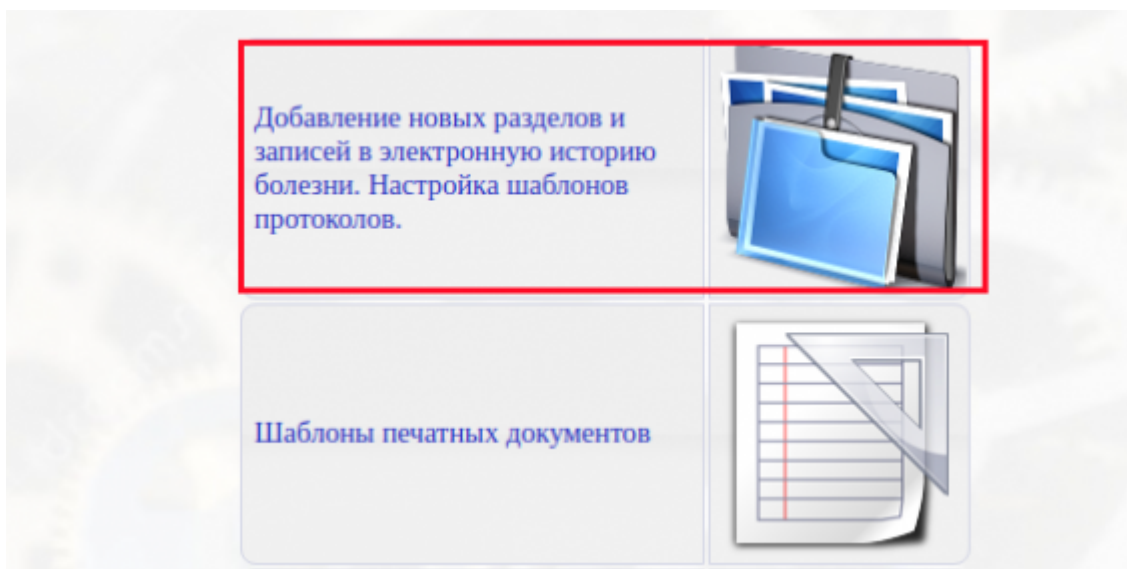 Добавление новых разделов и
записей в электронную историю
болезни. Настройка шаблонов
протоколов.
Шаблоны печатных документов